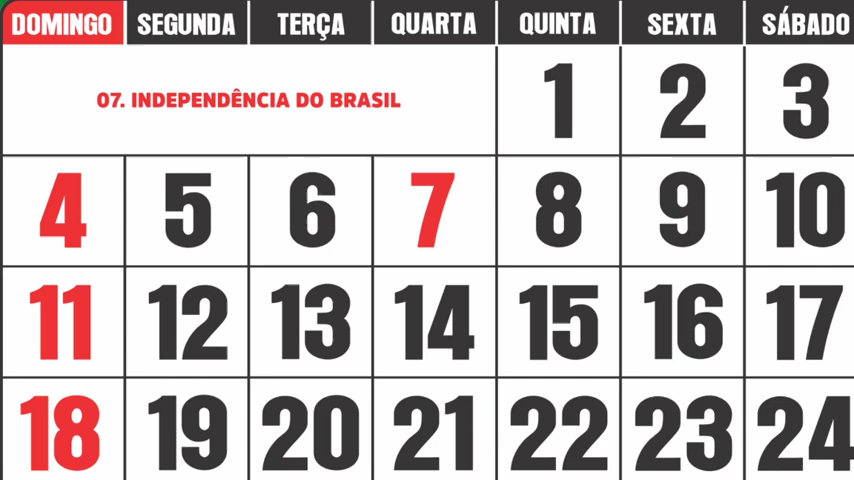 DOMINGO SEGUNDA TERÇA QUARTA QUINTA SEXTA SÁBADO
07. INDEPENDÊNCIA DO BRASIL 1 2 3
4 5 6 7 8 9 10
11 12 13 14 15 16 17
18 19 20 21 22 23 24